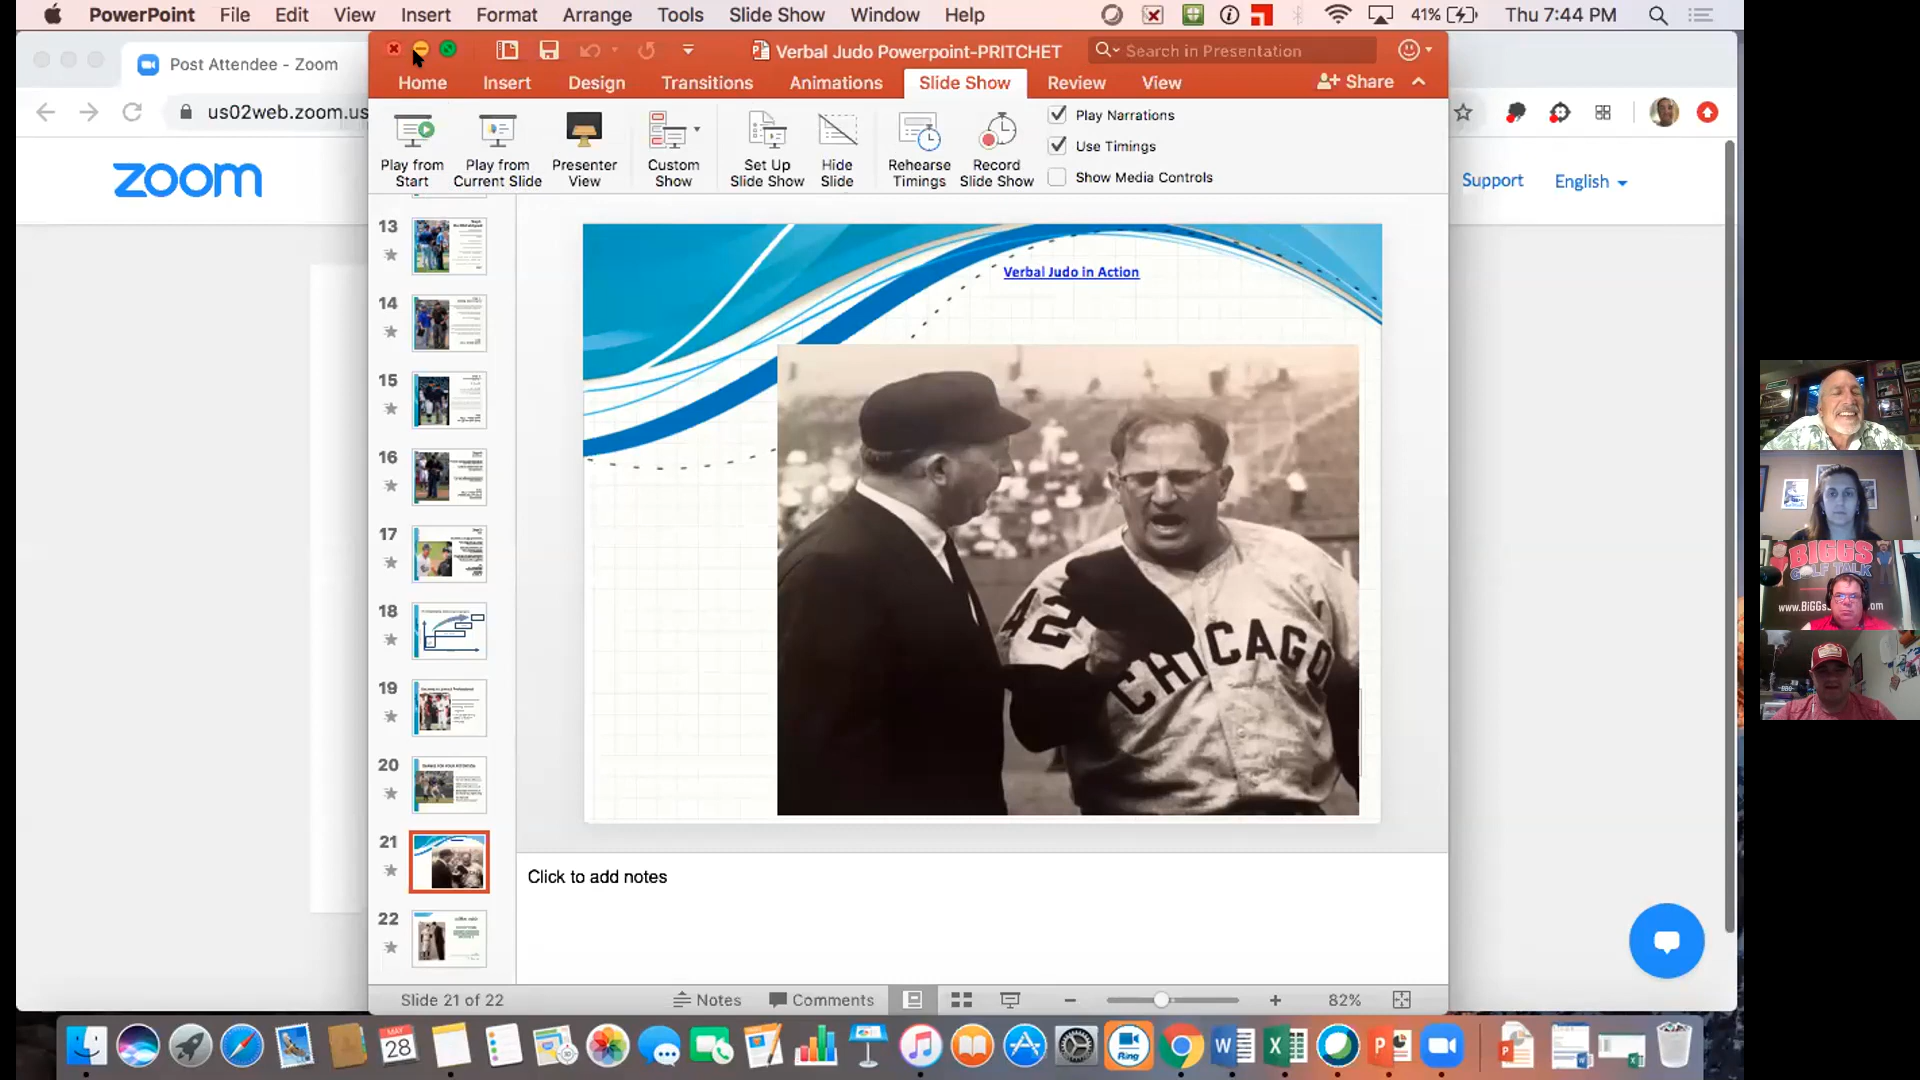 PowerPoint File Edit View Insert Format Arrange Tools Slide Show Window Help
41% Thu 7:44 PM
Post Attendee - Zoom
us02web.zoom.us
zoom
Support English
Verbal Judo Powerpoint-PRITCHET
Search in Presentation
Home Insert Design Transitions Animations Slide Show Review View
Share
Play from Start
Play from Current Slide
Presenter View
Custom Show
Set Up Slide Show
Hide Slide
Rehearse Timings
Record Slide Show
Play Narrations
Use Timings
Show Media Controls
13
14
15
16
17
18
19
20
21
22
Verbal Judo in Action
42
CHICAGO
Click to add notes
Slide 21 of 22
Notes
Comments
82%
BIGGS
GOLF TALK
MAY
28
Ring